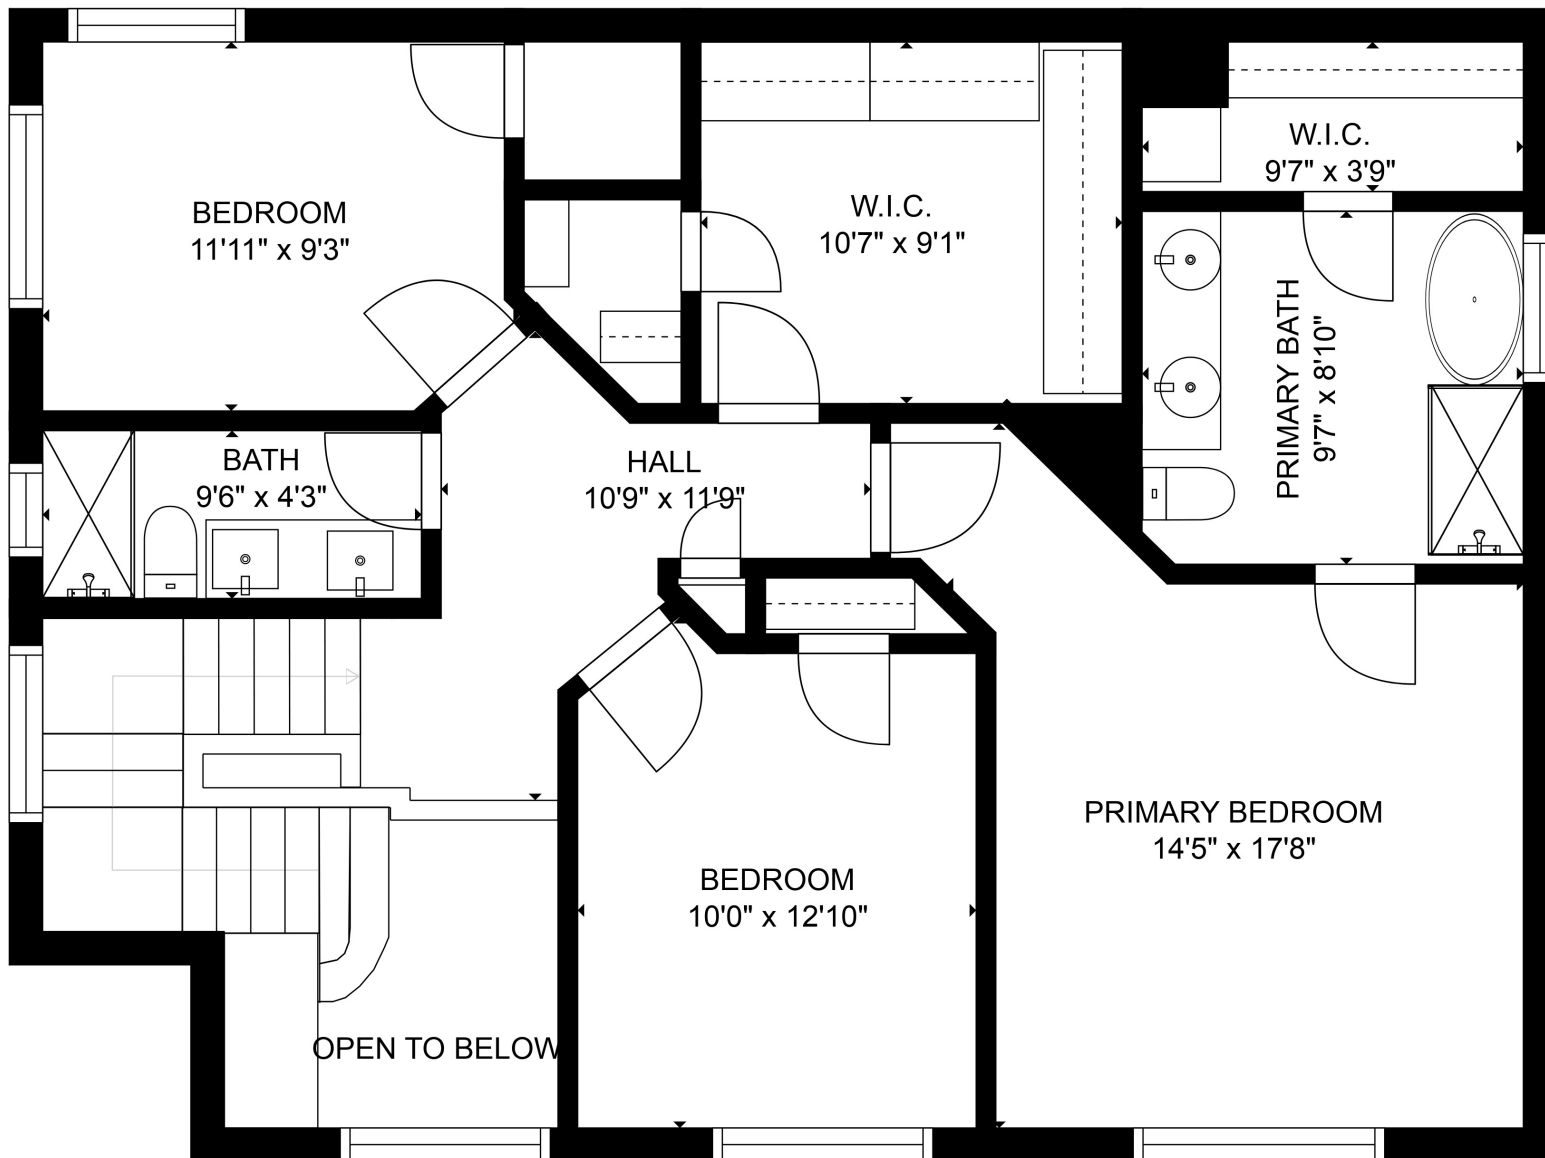 W.I.C.
9'7" x 3'9"
BEDROOM
11'11" x 9'3"
W.I.C.
10'7" x 9'1"
PRIMARY BATH
9'7" x 8'10"
BATH
9'6" x 4'3"
HALL
10'9" x 11'9"
PRIMARY BEDROOM
14'5" x 17'8"
BEDROOM
10'0" x 12'10"
OPEN TO BELOW